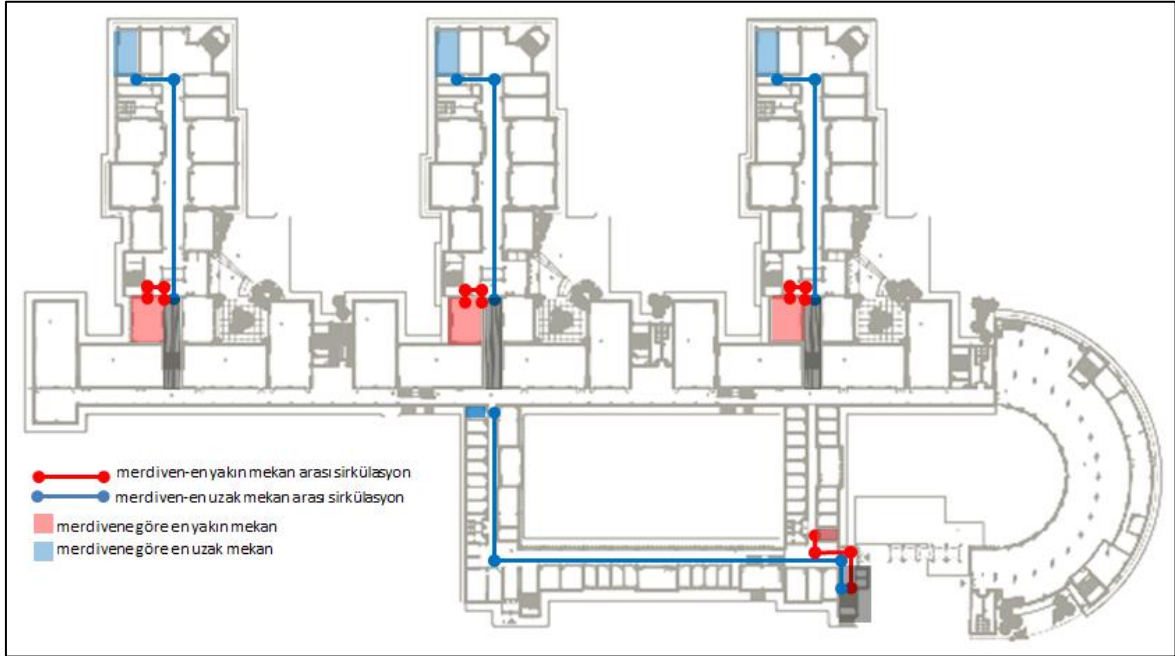 merdiven-en yakın mekan arası sirkülasyon
merdiven-en uzak mekan arası sirkülasyon
merdivene göre en yakın mekan
merdivene göre en uzak mekan